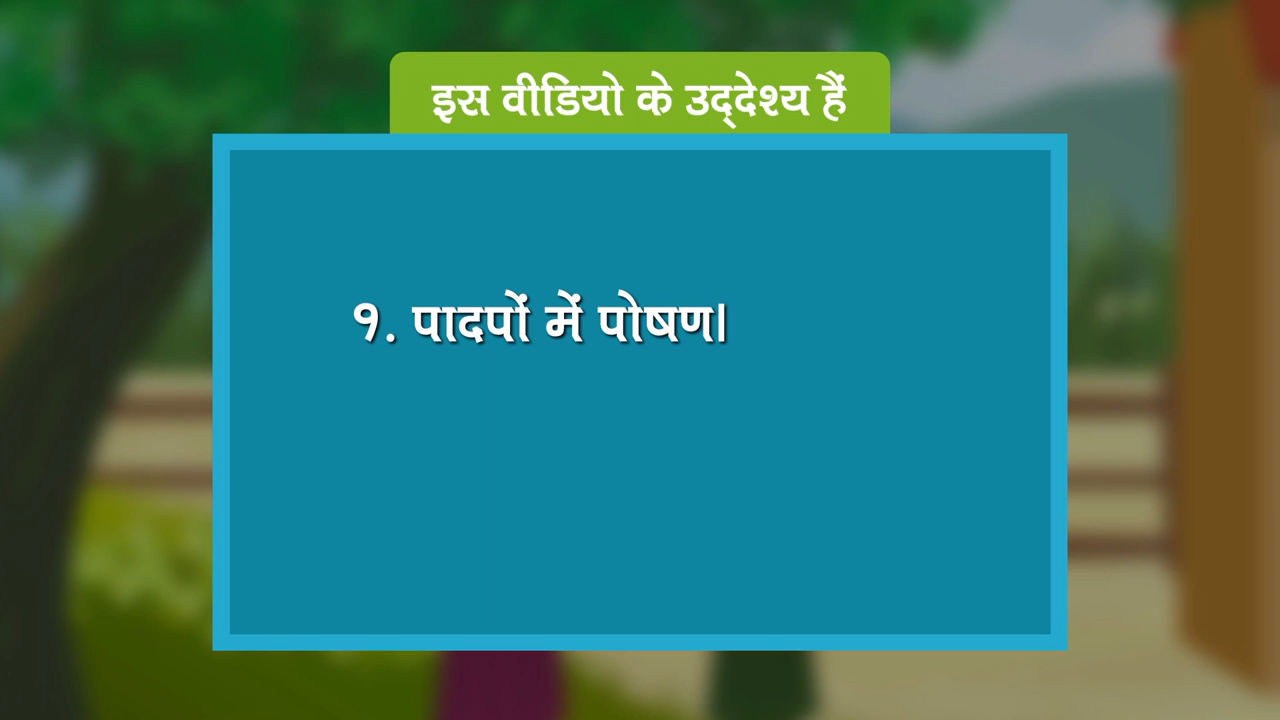 इस वीडियो के उद्‌देश्य हैं
१. पादपों में पोषण।